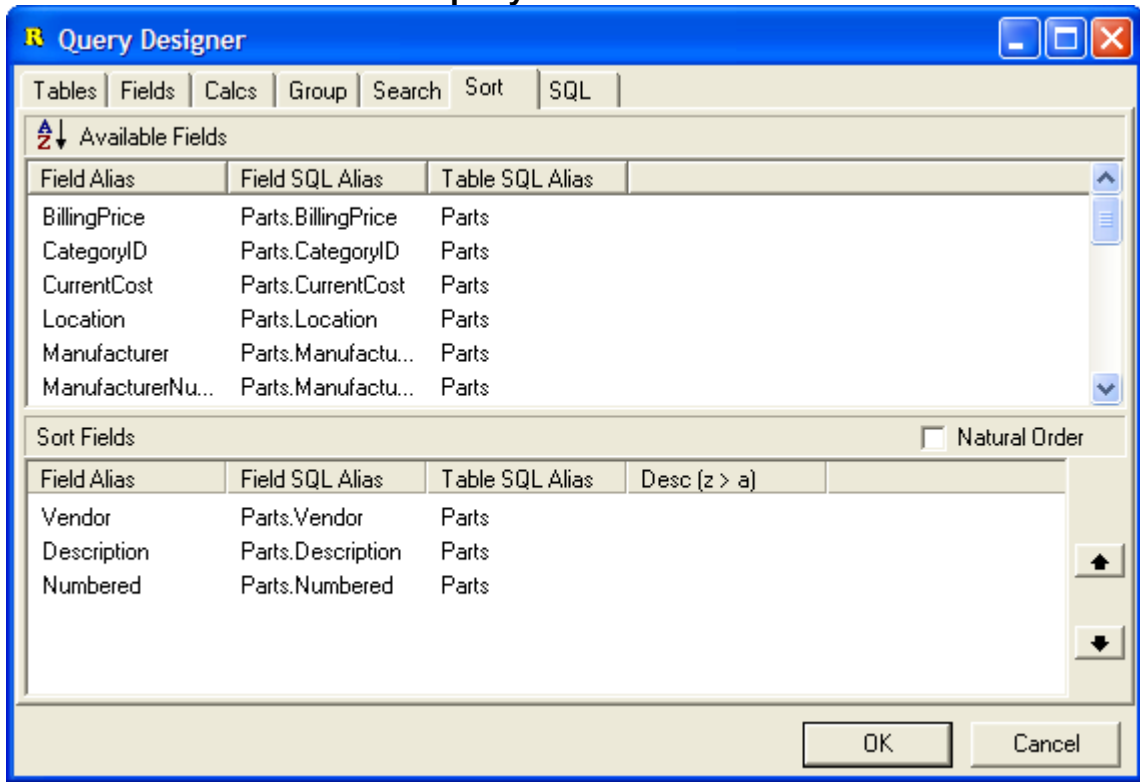 R Query Designer
Tables Fields Calcs Group Search Sort SQL
AZ Available Fields
Field Alias Field SQL Alias Table SQL Alias
BillingPrice Parts.BillingPrice Parts
CategoryID Parts.CategoryID Parts
CurrentCost Parts.CurrentCost Parts
Location Parts.Location Parts
Manufacturer Parts.Manufactu... Parts
ManufacturerNu... Parts.Manufactu... Parts
Sort Fields Natural Order
Field Alias Field SQL Alias Table SQL Alias Desc (z > a)
Vendor Parts.Vendor Parts
Description Parts.Description Parts
Numbered Parts.Numbered Parts
OK Cancel